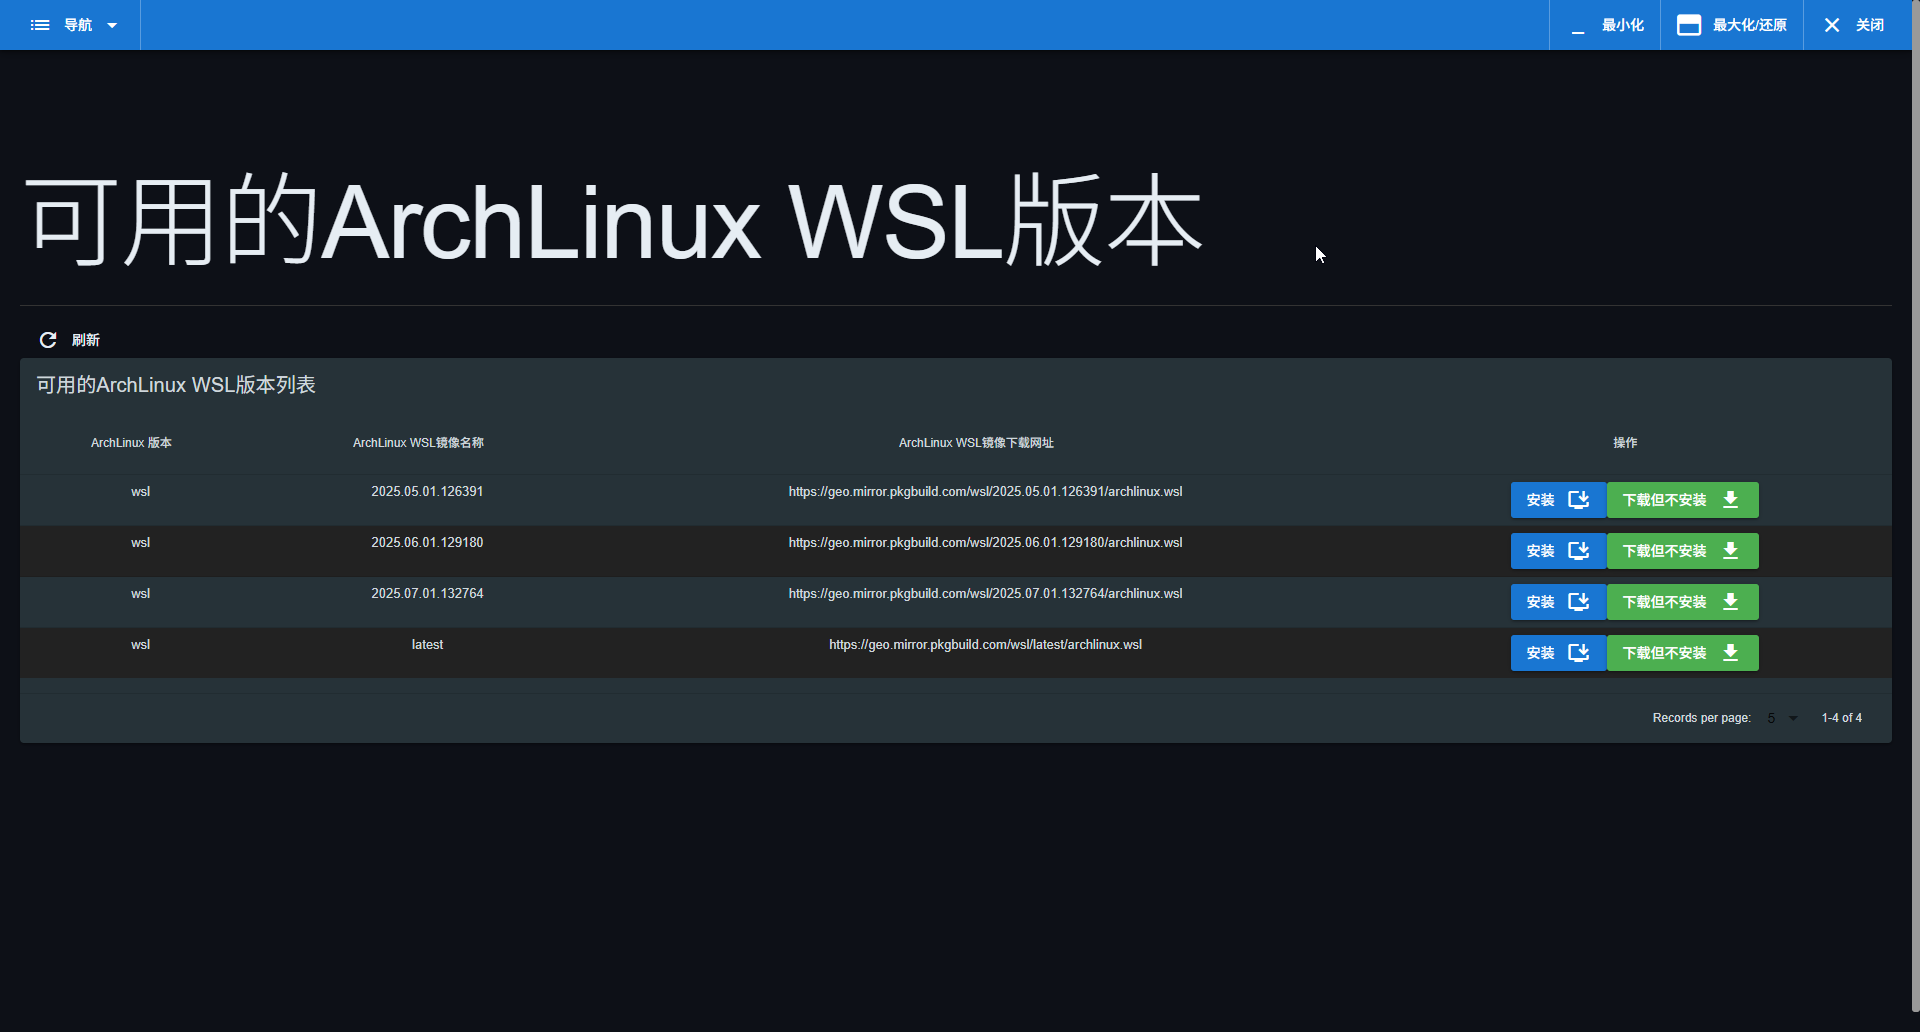 导航 最小化 最大化/还原 关闭
可用的ArchLinux WSL版本
刷新
可用的ArchLinux WSL版本列表
ArchLinux 版本 ArchLinux WSL镜像名称 ArchLinux WSL镜像下载网址 操作
wsl 2025.05.01.126391 https://geo.mirror.pkgbuild.com/wsl/2025.05.01.126391/archlinux.wsl 安装 下载但不安装
wsl 2025.06.01.129180 https://geo.mirror.pkgbuild.com/wsl/2025.06.01.129180/archlinux.wsl 安装 下载但不安装
wsl 2025.07.01.132764 https://geo.mirror.pkgbuild.com/wsl/2025.07.01.132764/archlinux.wsl 安装 下载但不安装
wsl latest https://geo.mirror.pkgbuild.com/wsl/latest/archlinux.wsl 安装 下载但不安装
Records per page: 5 1-4 of 4